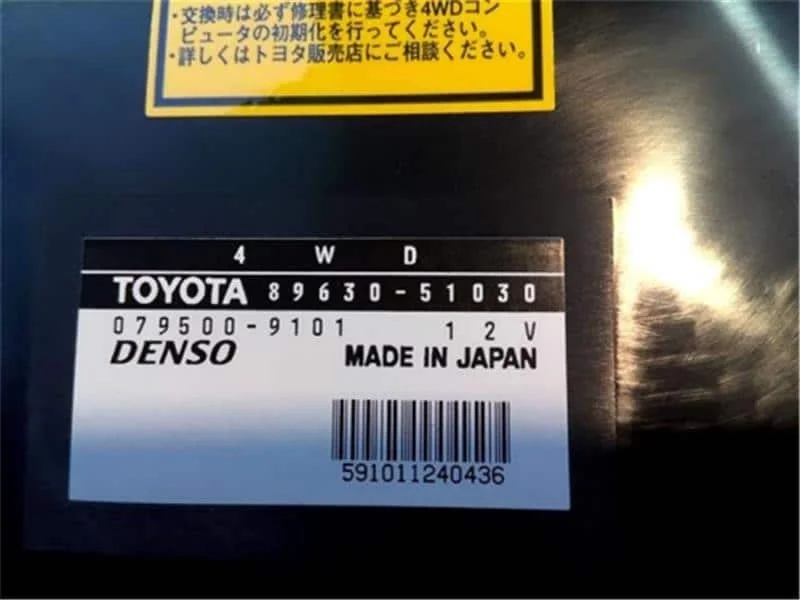 ・交換時は必ず修理書に基づき4WDコン
ピュータの初期化を行ってください。
・詳しくはトヨタ販売店にご相談ください。
4 W D
TOYOTA 89630-51030
079500-9101 12V
DENSO MADE IN JAPAN
591011240436